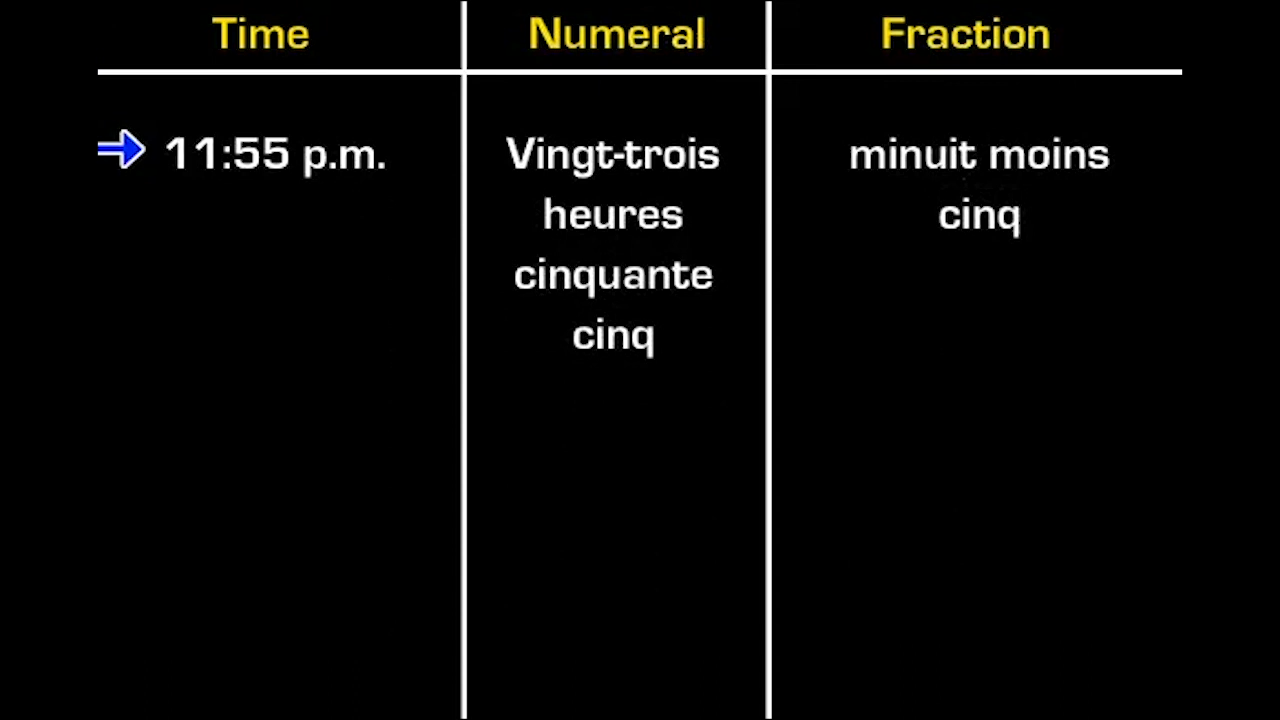 Time Numeral Fraction
11:55 p.m. Vingt-trois minuit moins
heures cinq
cinquante
cinq